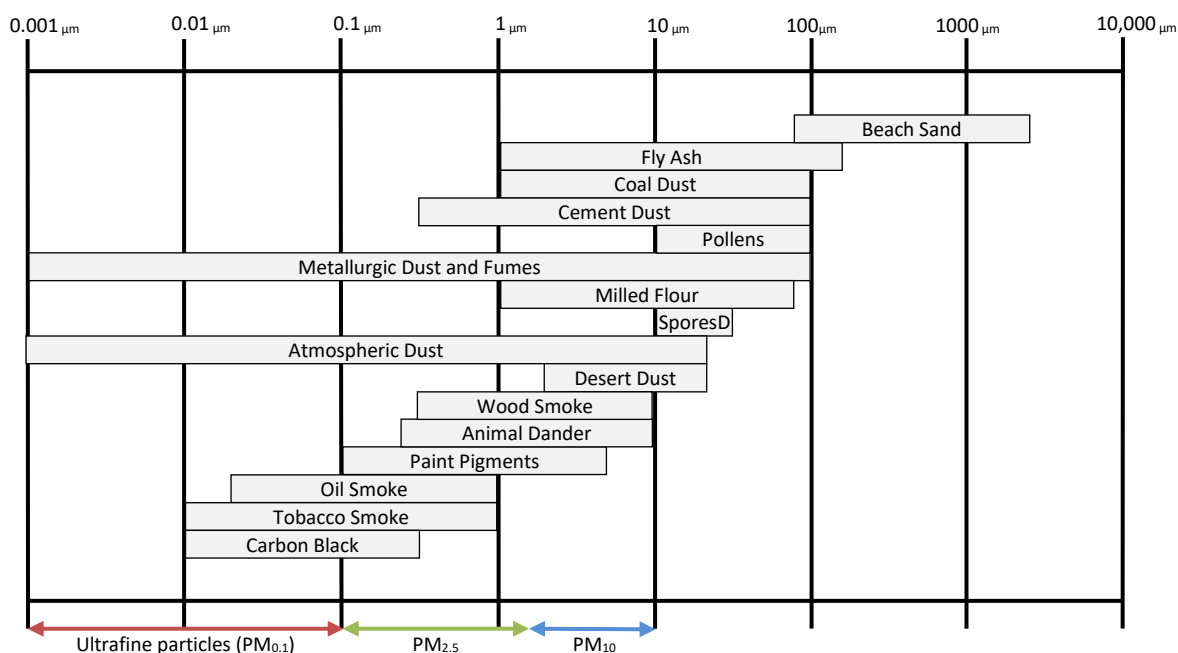 0.001 µm 0.01 µm 0.1 µm 1 µm 10 µm 100µm 1000 µm 10,000 µm
Beach Sand
Fly Ash
Coal Dust
Cement Dust
Pollens
Metallurgic Dust and Fumes
Milled Flour
SporesD
Atmospheric Dust
Desert Dust
Wood Smoke
Animal Dander
Paint Pigments
Oil Smoke
Tobacco Smoke
Carbon Black
Ultrafine particles (PM0.1) PM2.5 PM10